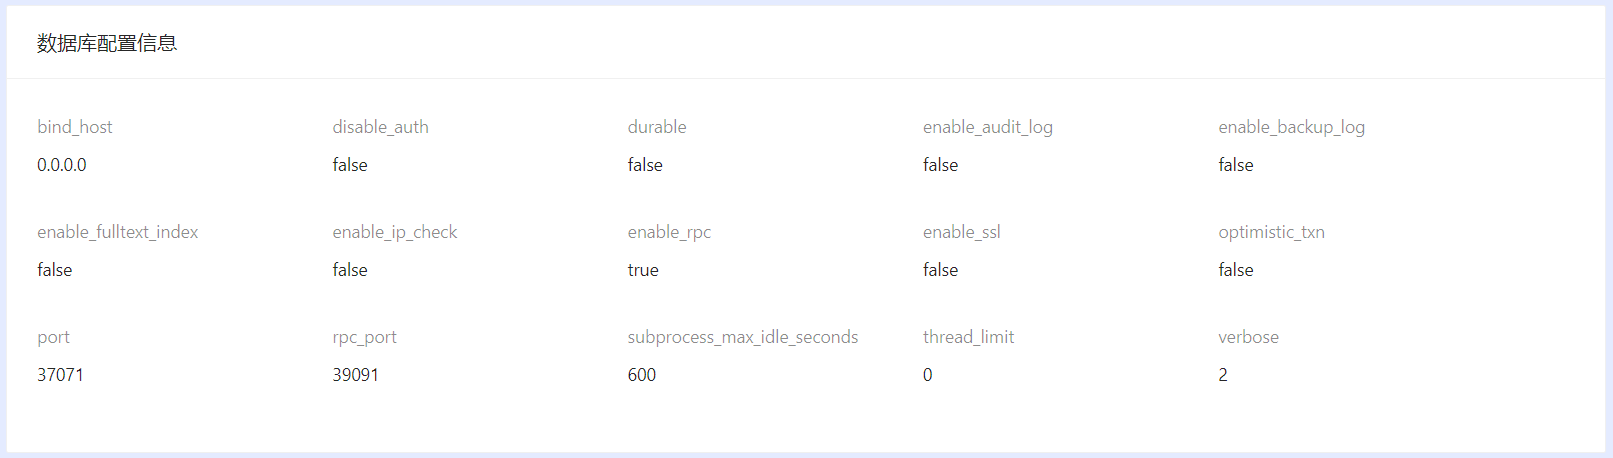 数据库配置信息
bind_host disable_auth durable enable_audit_log enable_backup_log
0.0.0.0 false false false false
enable_fulltext_index enable_ip_check enable_rpc enable_ssl optimistic_txn
false false true false false
port rpc_port subprocess_max_idle_seconds thread_limit verbose
37071 39091 600 0 2